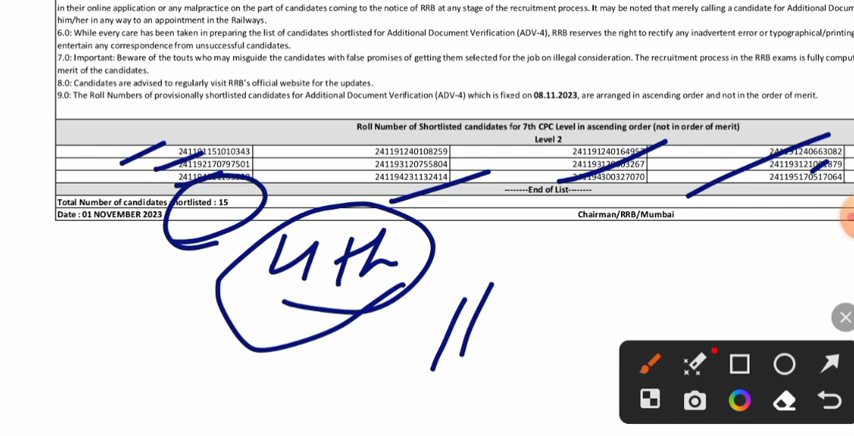 in their online application or any malpractice on the part of candidates coming to the notice of RRB at any stage of the recruitment process. It may be noted that merely calling a candidate for Additional Docum
him/her in any way to an appointment in the Railways.
6.0: While every care has been taken in preparing the list of candidates shortlisted for Additional Document Verification (ADV-4), RRB reserves the right to rectify any inadvertent error or typographical/printing
entertain any correspondence from unsuccessful candidates.
7.0: Important: Beware of the touts who may misguide the candidates with false promises of getting them selected for the job on illegal consideration. The recruitment process in the RRB exams is fully comput
merit of the candidates.
8.0: Candidates are advised to regularly visit RRB's official website for the updates.
9.0: The Roll Numbers of provisionally shortlisted candidates for Additional Document Verification (ADV-4) which is fixed on 08.11.2023, are arranged in ascending order and not in the order of merit.
Roll Number of Shortlisted candidates for 7th CPC Level in ascending order (not in order of merit)
Level 2
241191151010343 241191240108259
241192170797501 241193120755804
241194231132414 241194300327070 241195170517064
--------End of List--------
Total Number of candidates shortlisted : 15
Date : 01 NOVEMBER 2023 Chairman/RRB/Mumbai
4th